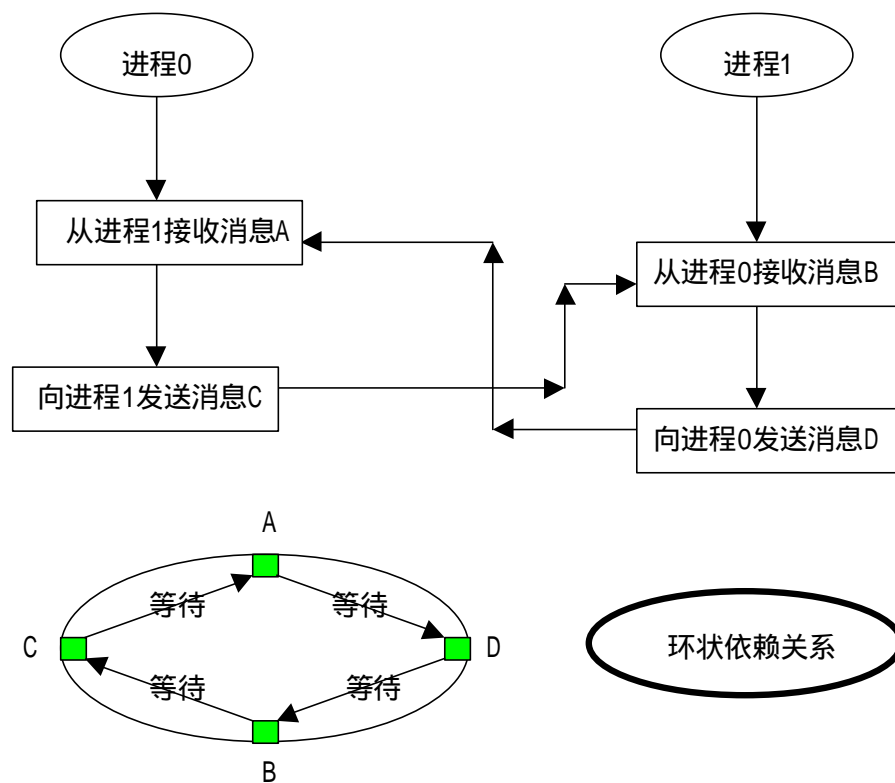 进程0
进程1
从进程1接收消息A
从进程0接收消息B
向进程1发送消息C
向进程0发送消息D
A
等待
等待
C
D
环状依赖关系
等待
等待
B